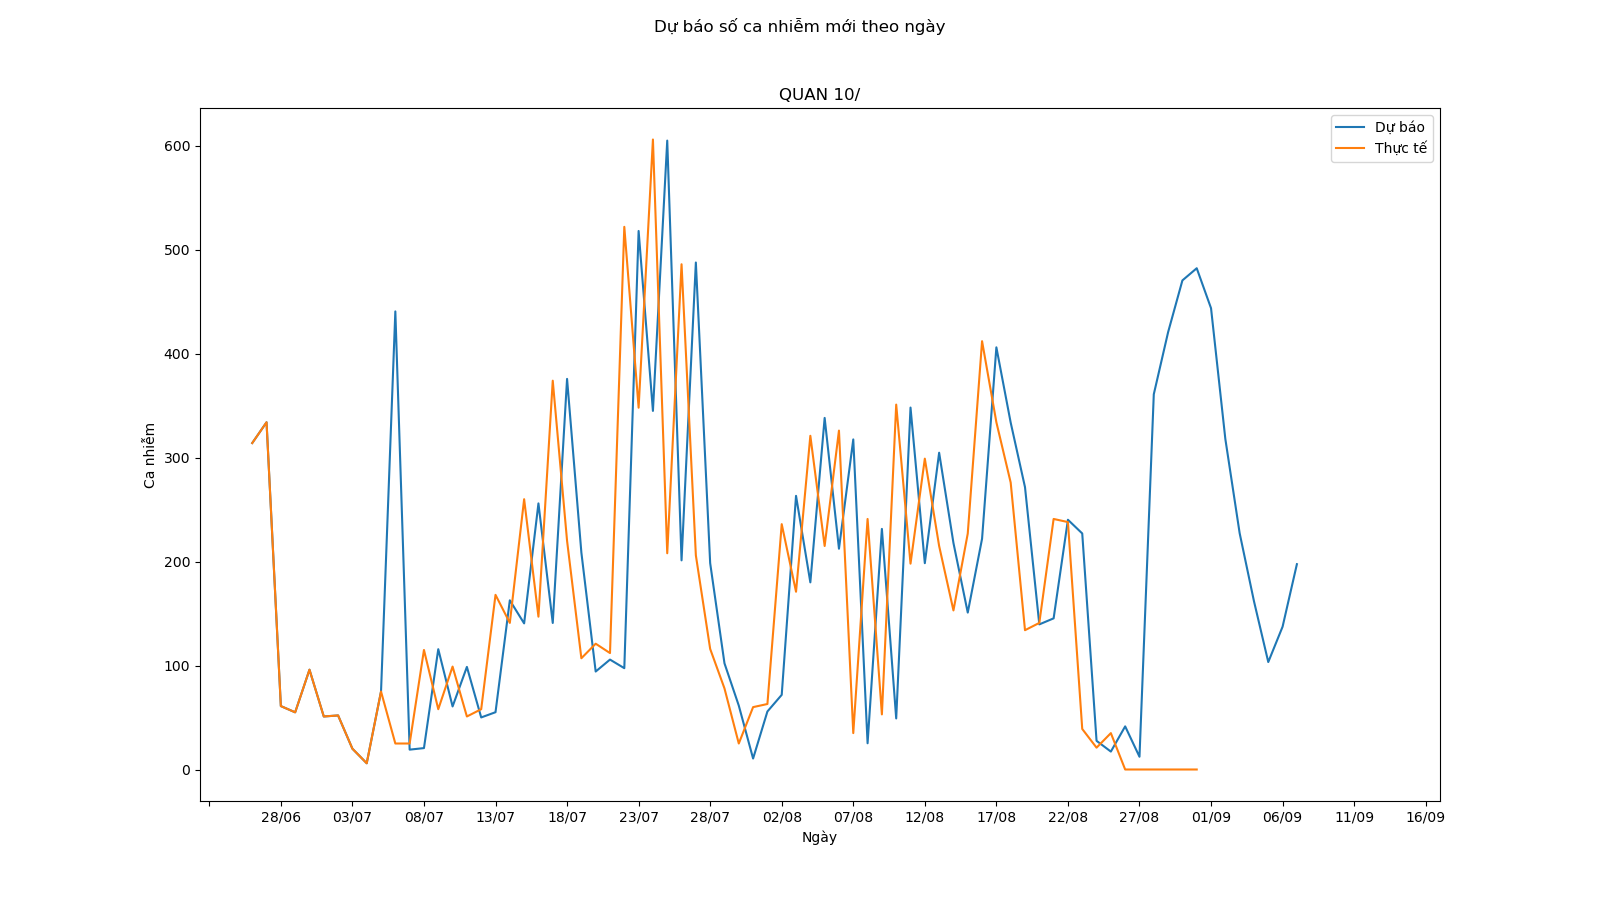 Dự báo số ca nhiễm mới theo ngày
QUAN 10/
Dự báo
Thực tế
600
500
400
300
200
100
0
Ca nhiễm
28/06 03/07 08/07 13/07 18/07 23/07 28/07 02/08 07/08 12/08 17/08 22/08 27/08 01/09 06/09 11/09 16/09
Ngày